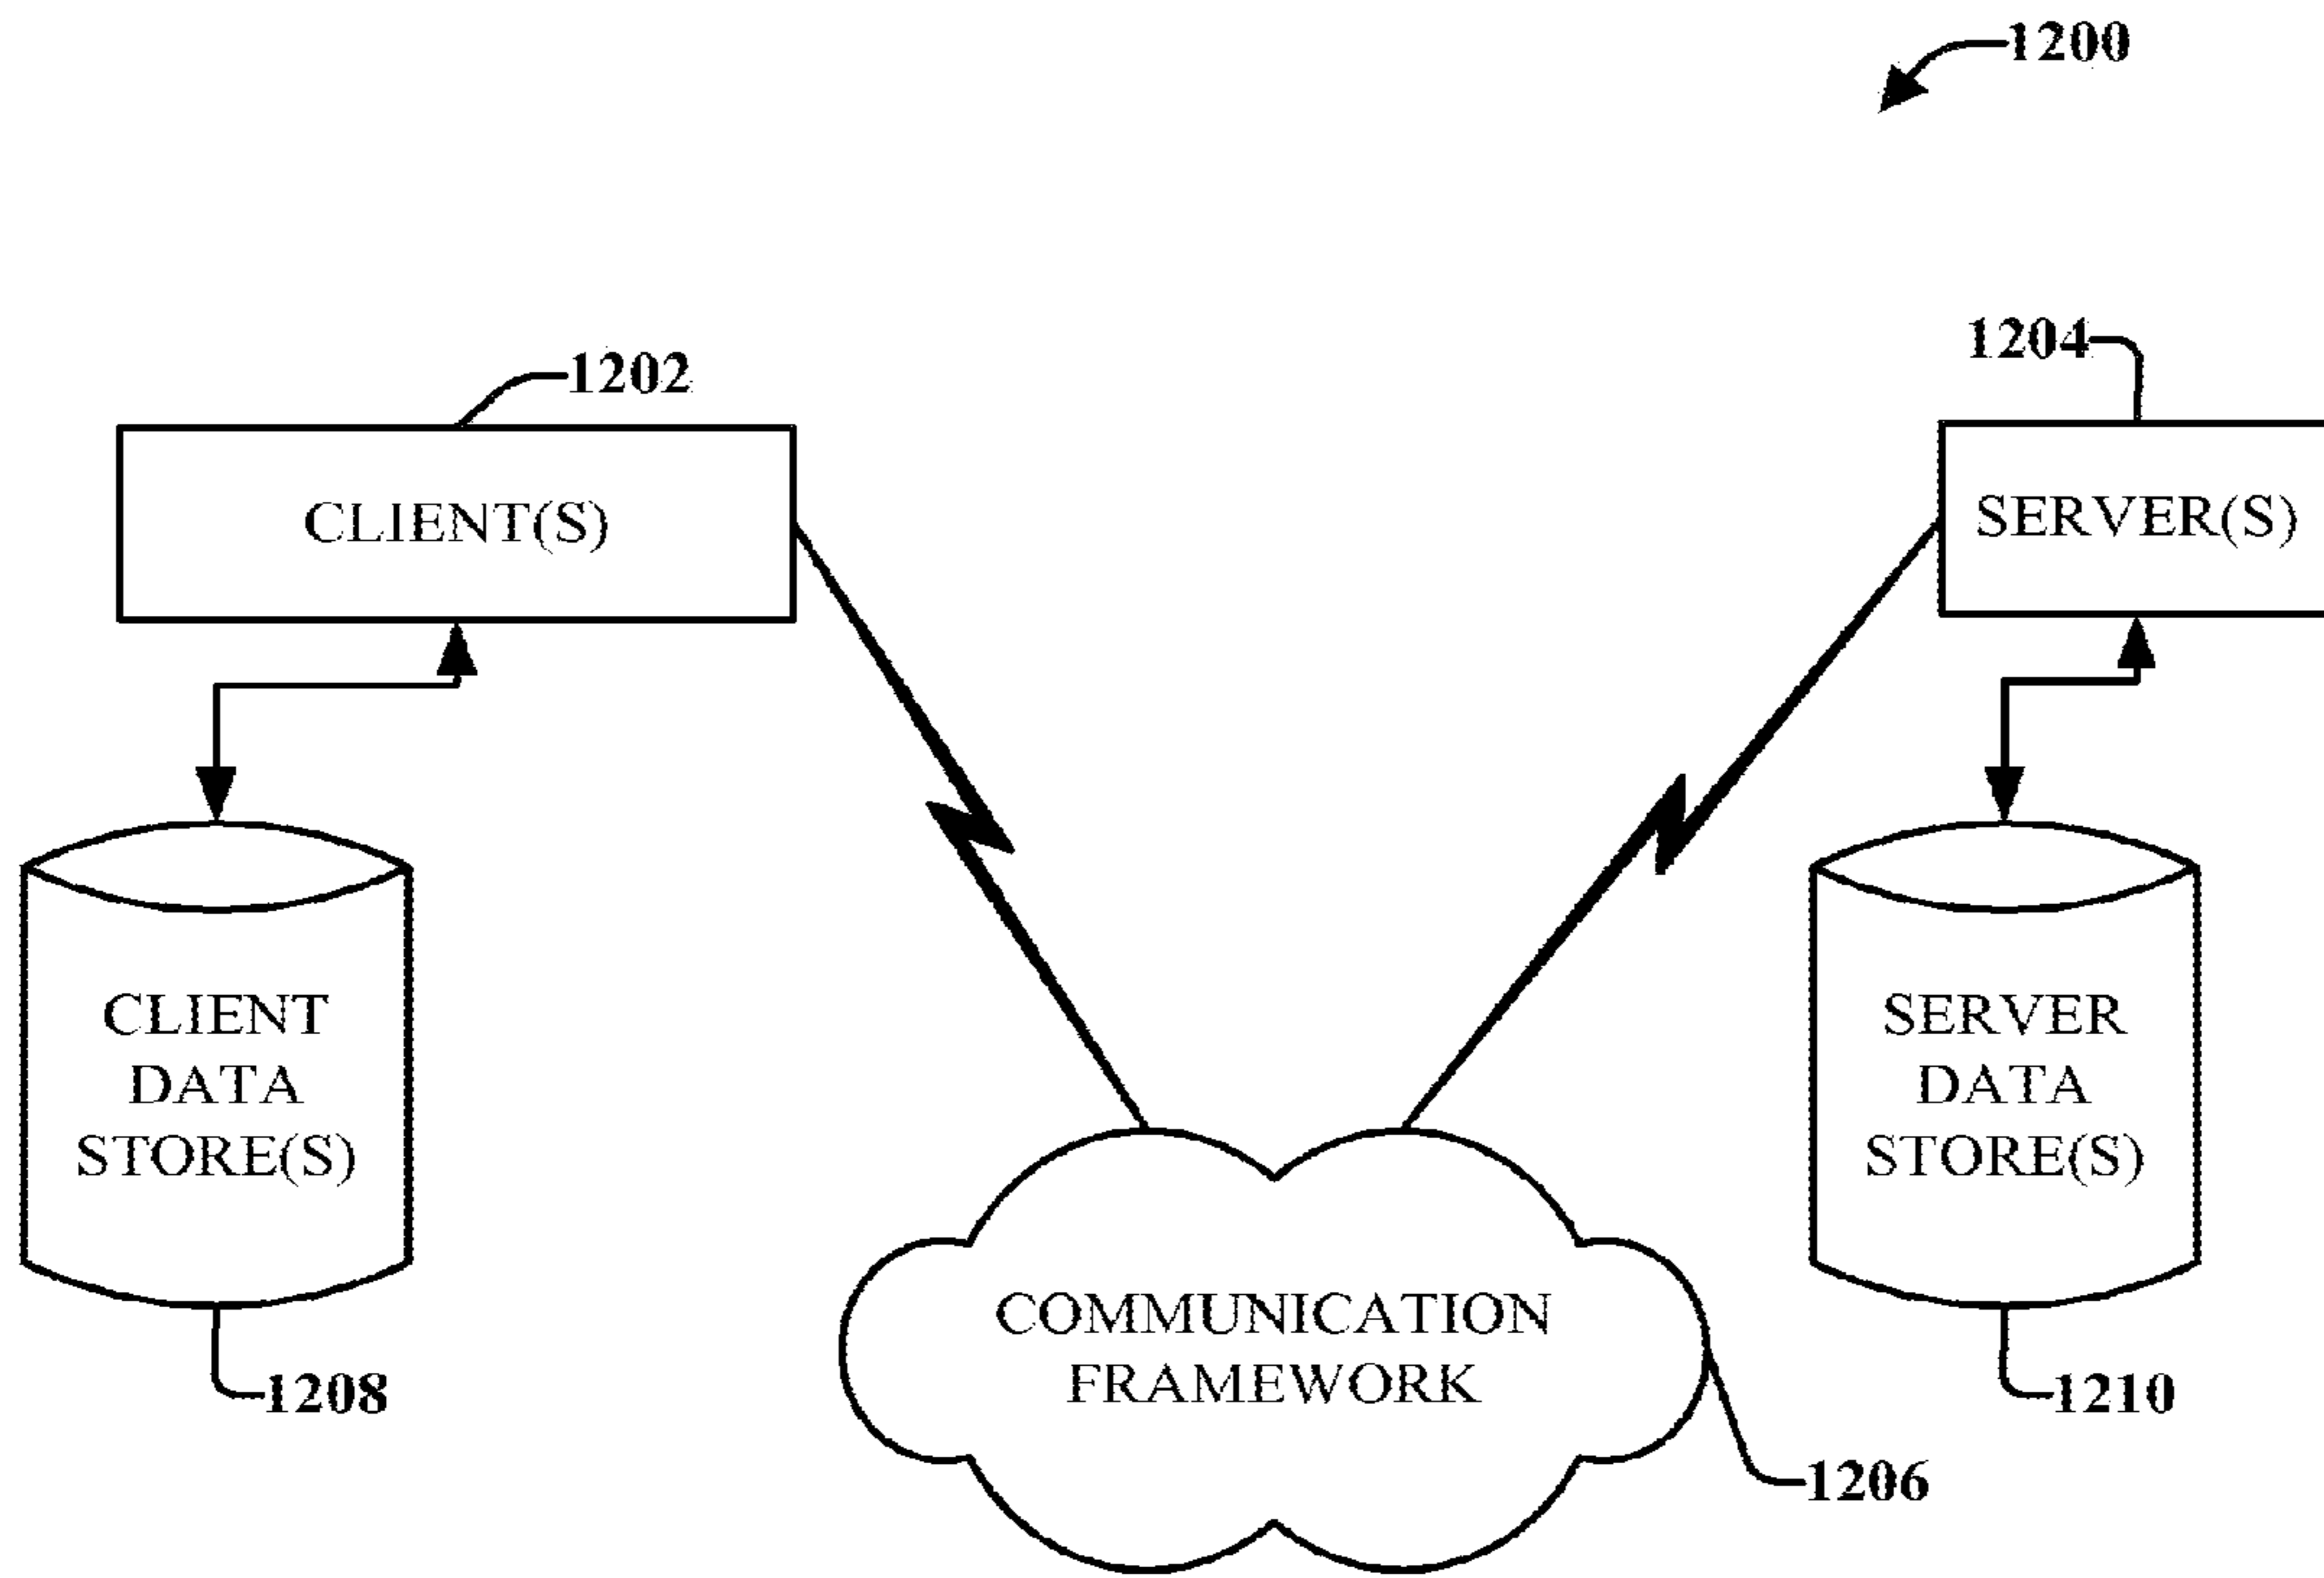 1200
1202
1204
CLIENT(S)
SERVER(S)
CLIENT
DATA
STORE(S)
SERVER
DATA
STORE(S)
COMMUNICATION
FRAMEWORK
1208
1210
1206